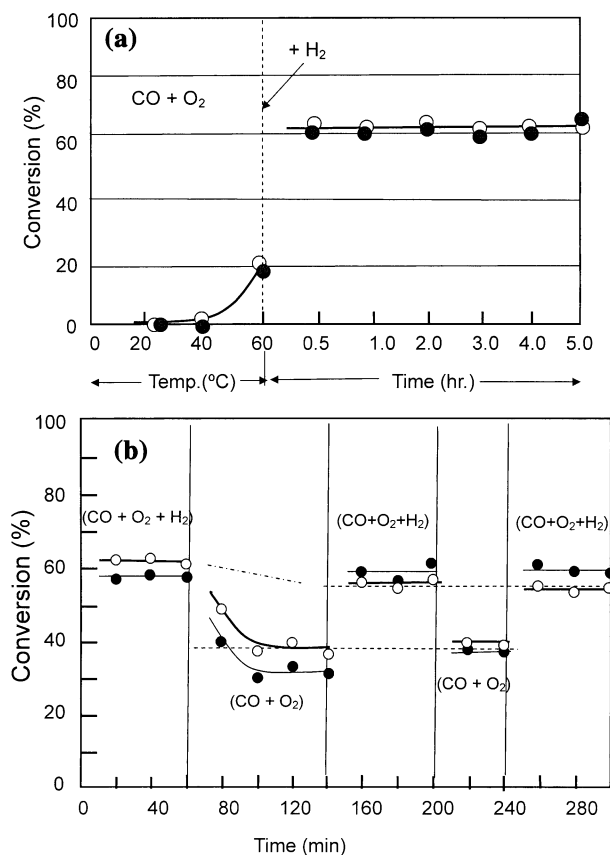 100
(a)
+ H₂
80
CO + O₂
Conversion (%)
60
40
20
0
0 20 40 60 0.5 1.0 2.0 3.0 4.0 5.0
Temp.(ºC) Time (hr.)
100
(b)
80
(CO + O₂ + H₂) (CO+O₂+H₂) (CO+O₂+H₂)
Conversion (%)
60
40
(CO + O₂) (CO + O₂)
20
0
0 40 80 120 160 200 240 280
Time (min)